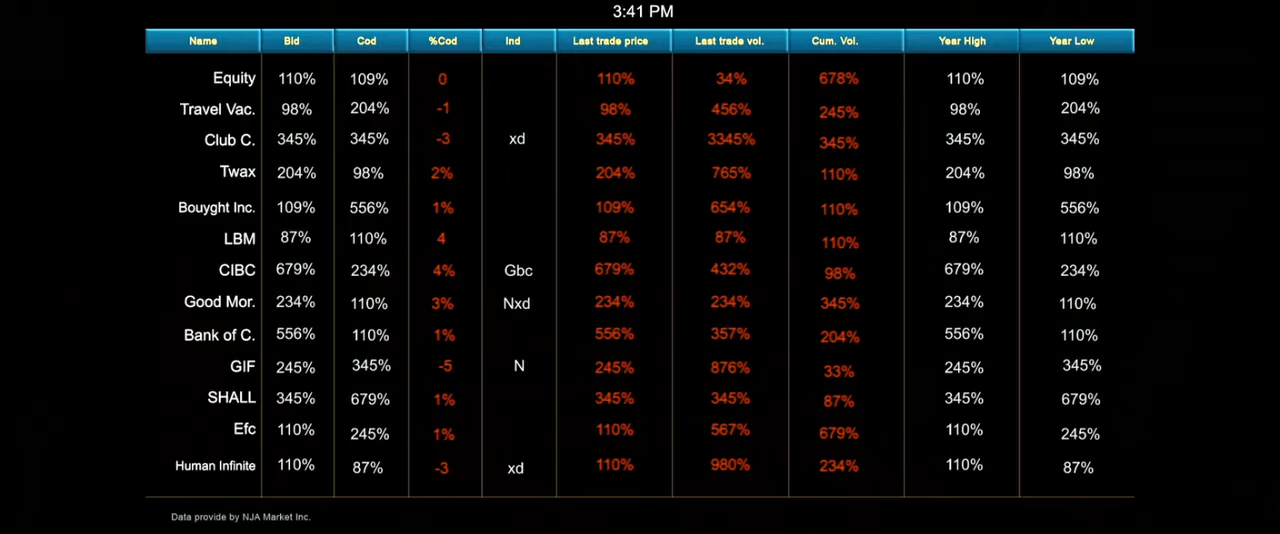 3:41 PM
Name Bid Cod %Cod Ind Last trade price Last trade vol. Cum. Vol. Year High Year Low
Equity 110% 109% 0 110% 34% 678% 110% 109%
Travel Vac. 98% 204% -1 98% 456% 245% 98% 204%
Club C. 345% 345% -3 xd 345% 3345% 345% 345% 345%
Twax 204% 98% 2% 204% 765% 110% 204% 98%
Bouyght Inc. 109% 556% 1% 109% 654% 110% 109% 556%
LBM 87% 110% 4 87% 87% 110% 87% 110%
CIBC 679% 234% 4% Gbc 679% 432% 98% 679% 234%
Good Mor. 234% 110% 3% Nxd 234% 234% 345% 234% 110%
Bank of C. 556% 110% 1% 556% 357% 204% 556% 110%
GIF 245% 345% -5 N 245% 876% 33% 245% 345%
SHALL 345% 679% 1% 345% 345% 87% 345% 679%
Efc 110% 245% 1% 110% 567% 679% 110% 245%
Human Infinite 110% 87% -3 xd 110% 980% 234% 110% 87%
Data provide by NJA Market Inc.